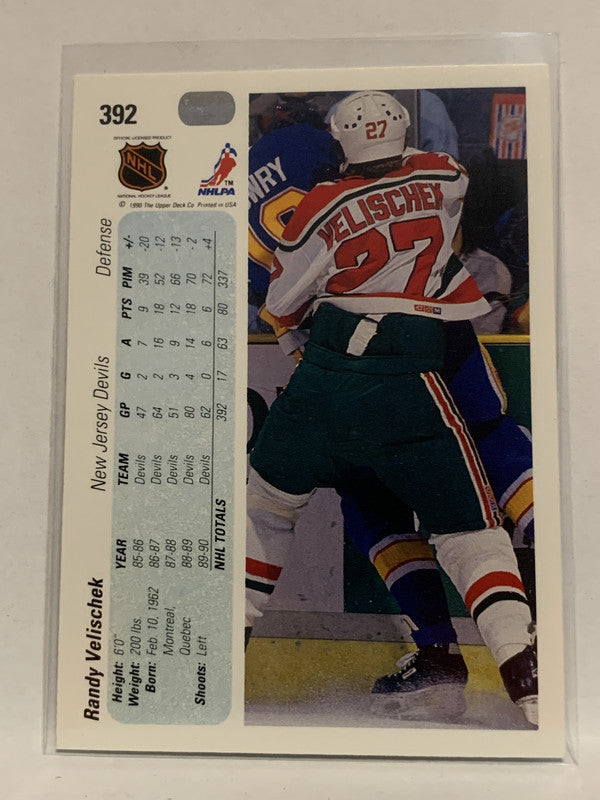 392
OFFICIAL LICENSED PRODUCT
NHL
®
NATIONAL HOCKEY LEAGUE
NHLPA
TM
© 1990 The Upper Deck Co Printed in USA
Randy Velischek New Jersey Devils Defense
Height: 6'0"
Weight: 200 lbs.
Born: Feb. 10, 1962
Montreal,
Quebec
Shoots: Left
YEAR TEAM GP G A PTS PIM +/-
85-86 Devils 47 2 7 9 39 -20
86-87 Devils 64 2 16 18 52 -12
87-88 Devils 51 3 9 12 66 -13
88-89 Devils 80 4 14 18 70 - 2
89-90 Devils 62 0 6 6 72 +4
NHL TOTALS 392 17 63 80 337
27
VELISCHEK
27
27
WRY
CCM